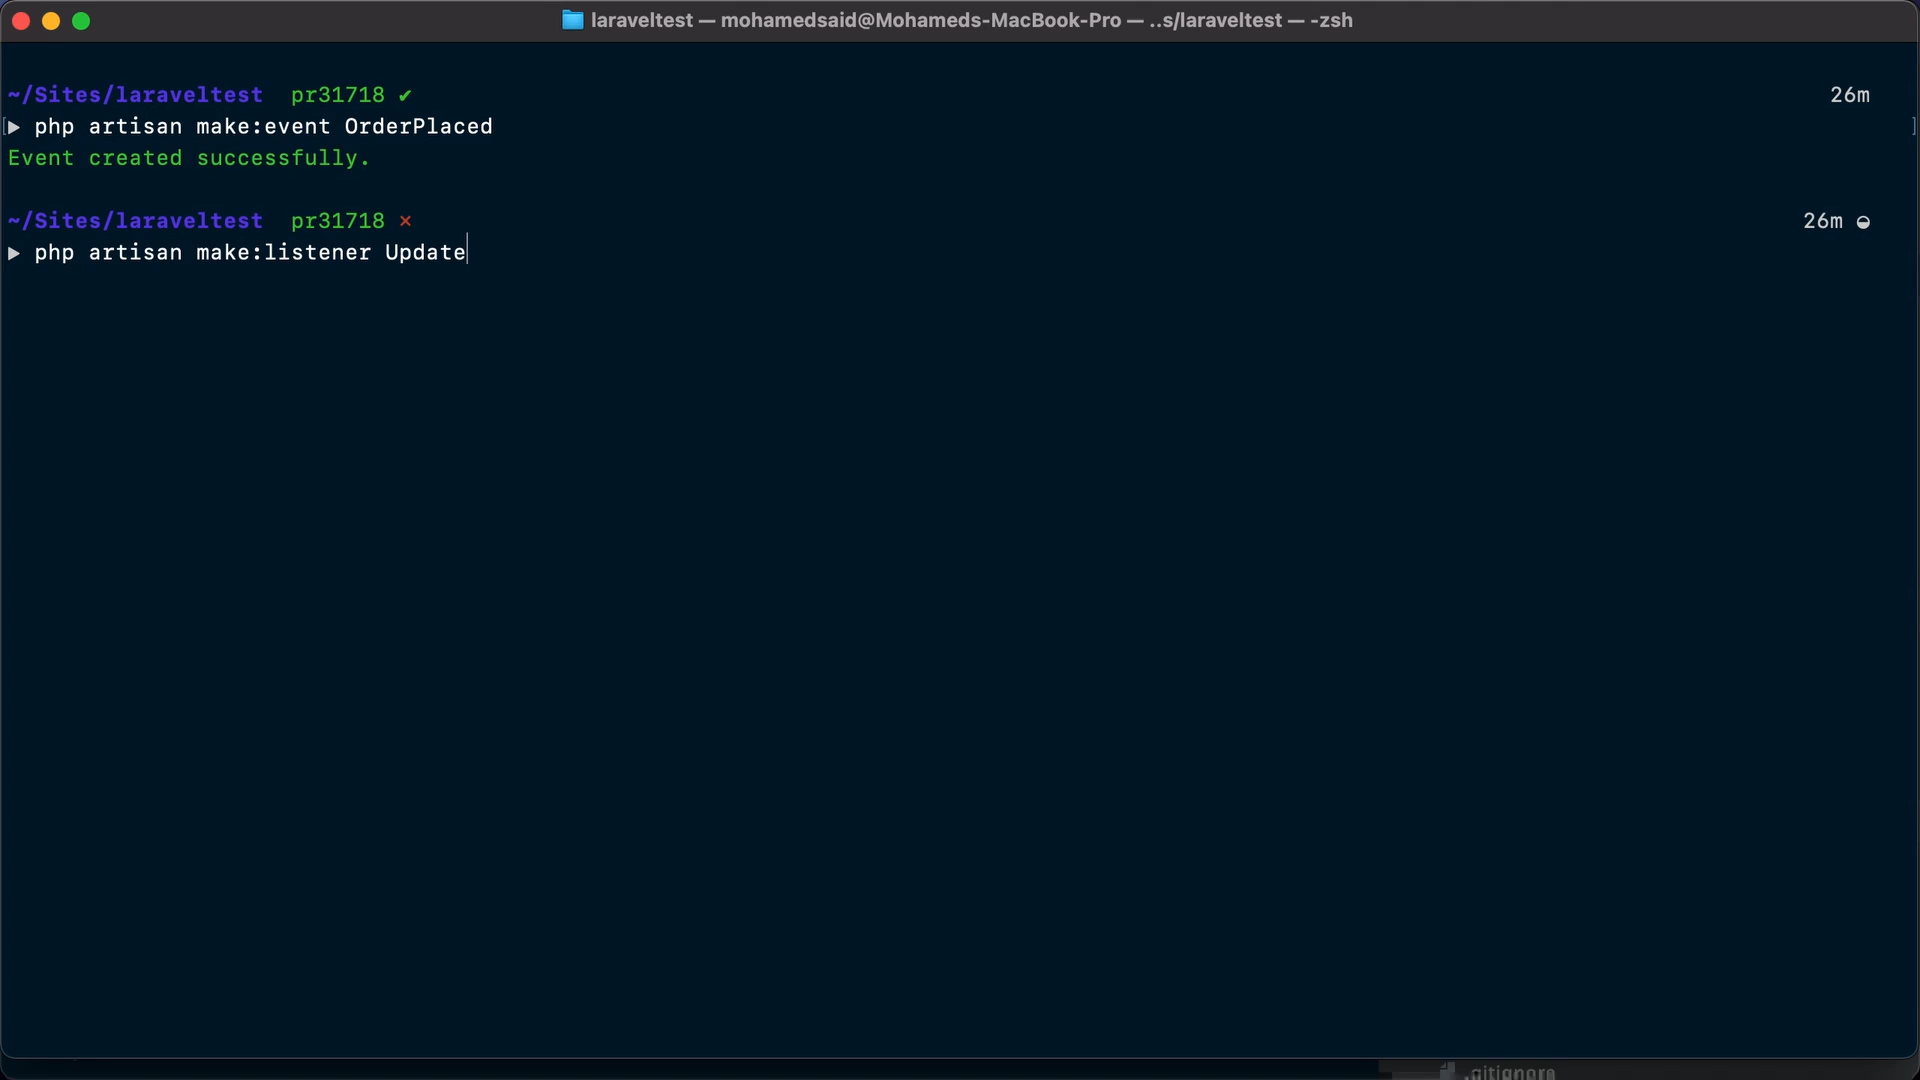 laraveltest — mohamedsaid@Mohameds-MacBook-Pro — ..s/laraveltest — -zsh
~/Sites/laraveltest pr31718 ✔ 26m
[▶ php artisan make:event OrderPlaced ]
Event created successfully.
~/Sites/laraveltest pr31718 × 26m ◒
▶ php artisan make:listener Update
.gitignore